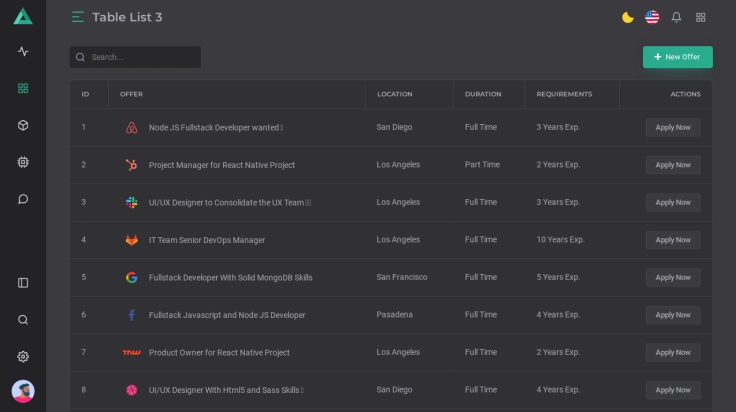 Table List 3
Search...
+ New Offer
ID OFFER LOCATION DURATION REQUIREMENTS ACTIONS
1 Node JS Fullstack Developer wanted San Diego Full Time 3 Years Exp. Apply Now
2 Project Manager for React Native Project Los Angeles Part Time 2 Years Exp. Apply Now
3 UI/UX Designer to Consolidate the UX Team Los Angeles Full Time 3 Years Exp. Apply Now
4 IT Team Senior DevOps Manager Los Angeles Full Time 10 Years Exp. Apply Now
5 Fullstack Developer With Solid MongoDB Skills San Francisco Full Time 5 Years Exp. Apply Now
6 Fullstack Javascript and Node JS Developer Pasadena Full Time 4 Years Exp. Apply Now
7 TNW Product Owner for React Native Project Los Angeles Full Time 2 Years Exp. Apply Now
8 UI/UX Designer With Html5 and Sass Skills San Diego Full Time 4 Years Exp. Apply Now